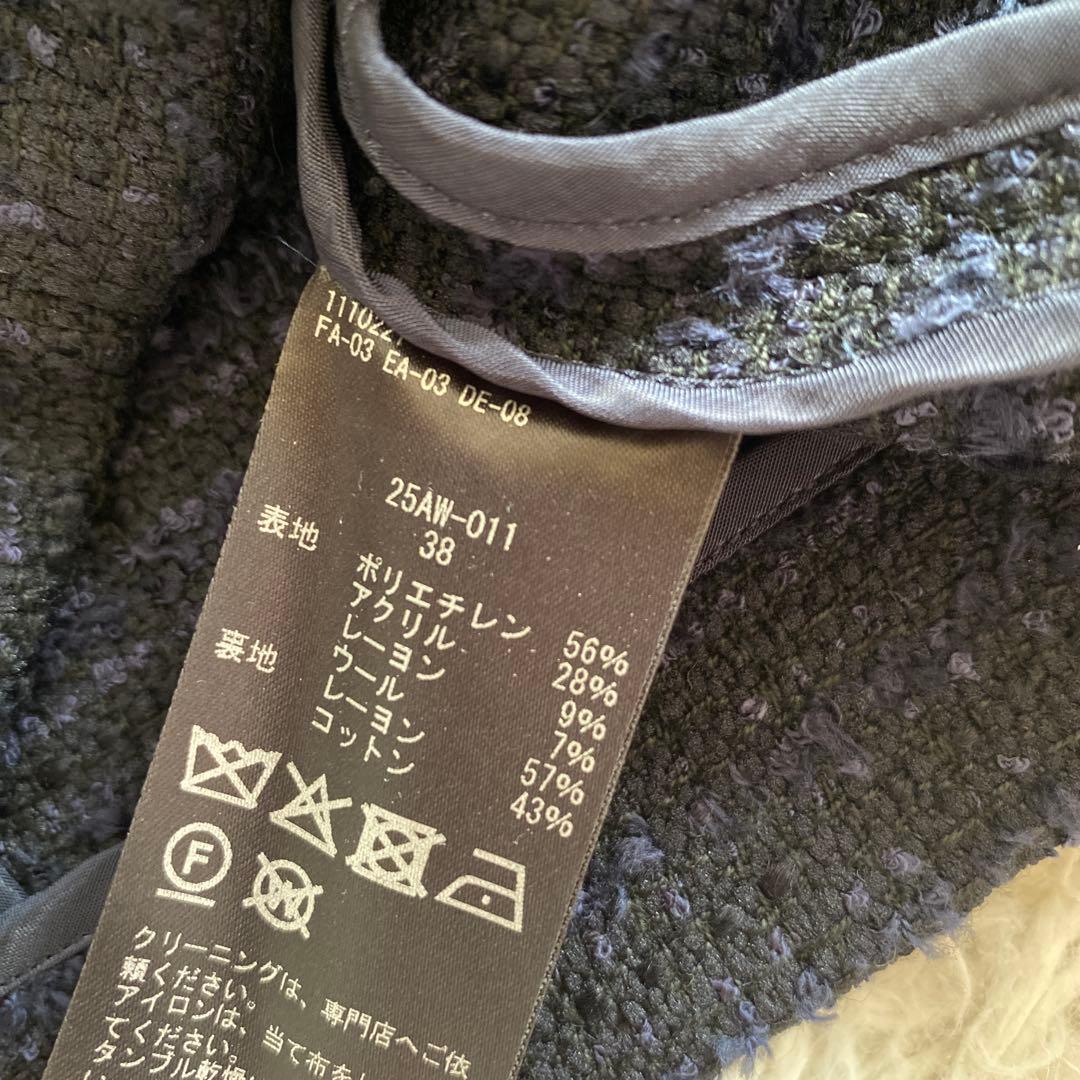 FA-03 EA-03 DE-08
25AW-011
38
表地
ポリエチレン 56%
アクリル 28%
レーヨン 9%
ウール 7%
裏地
レーヨン 57%
コットン 43%
F
W
クリーニングは、専門店へご依
頼ください。
アイロンは、当て布を
てください。
タンブル乾燥